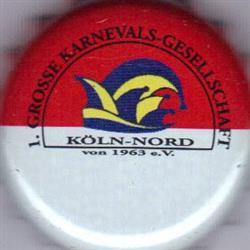 1. GROSSE KARNEVALS-GESELLSCHAFT
KÖLN-NORD
von 1963 e.V.